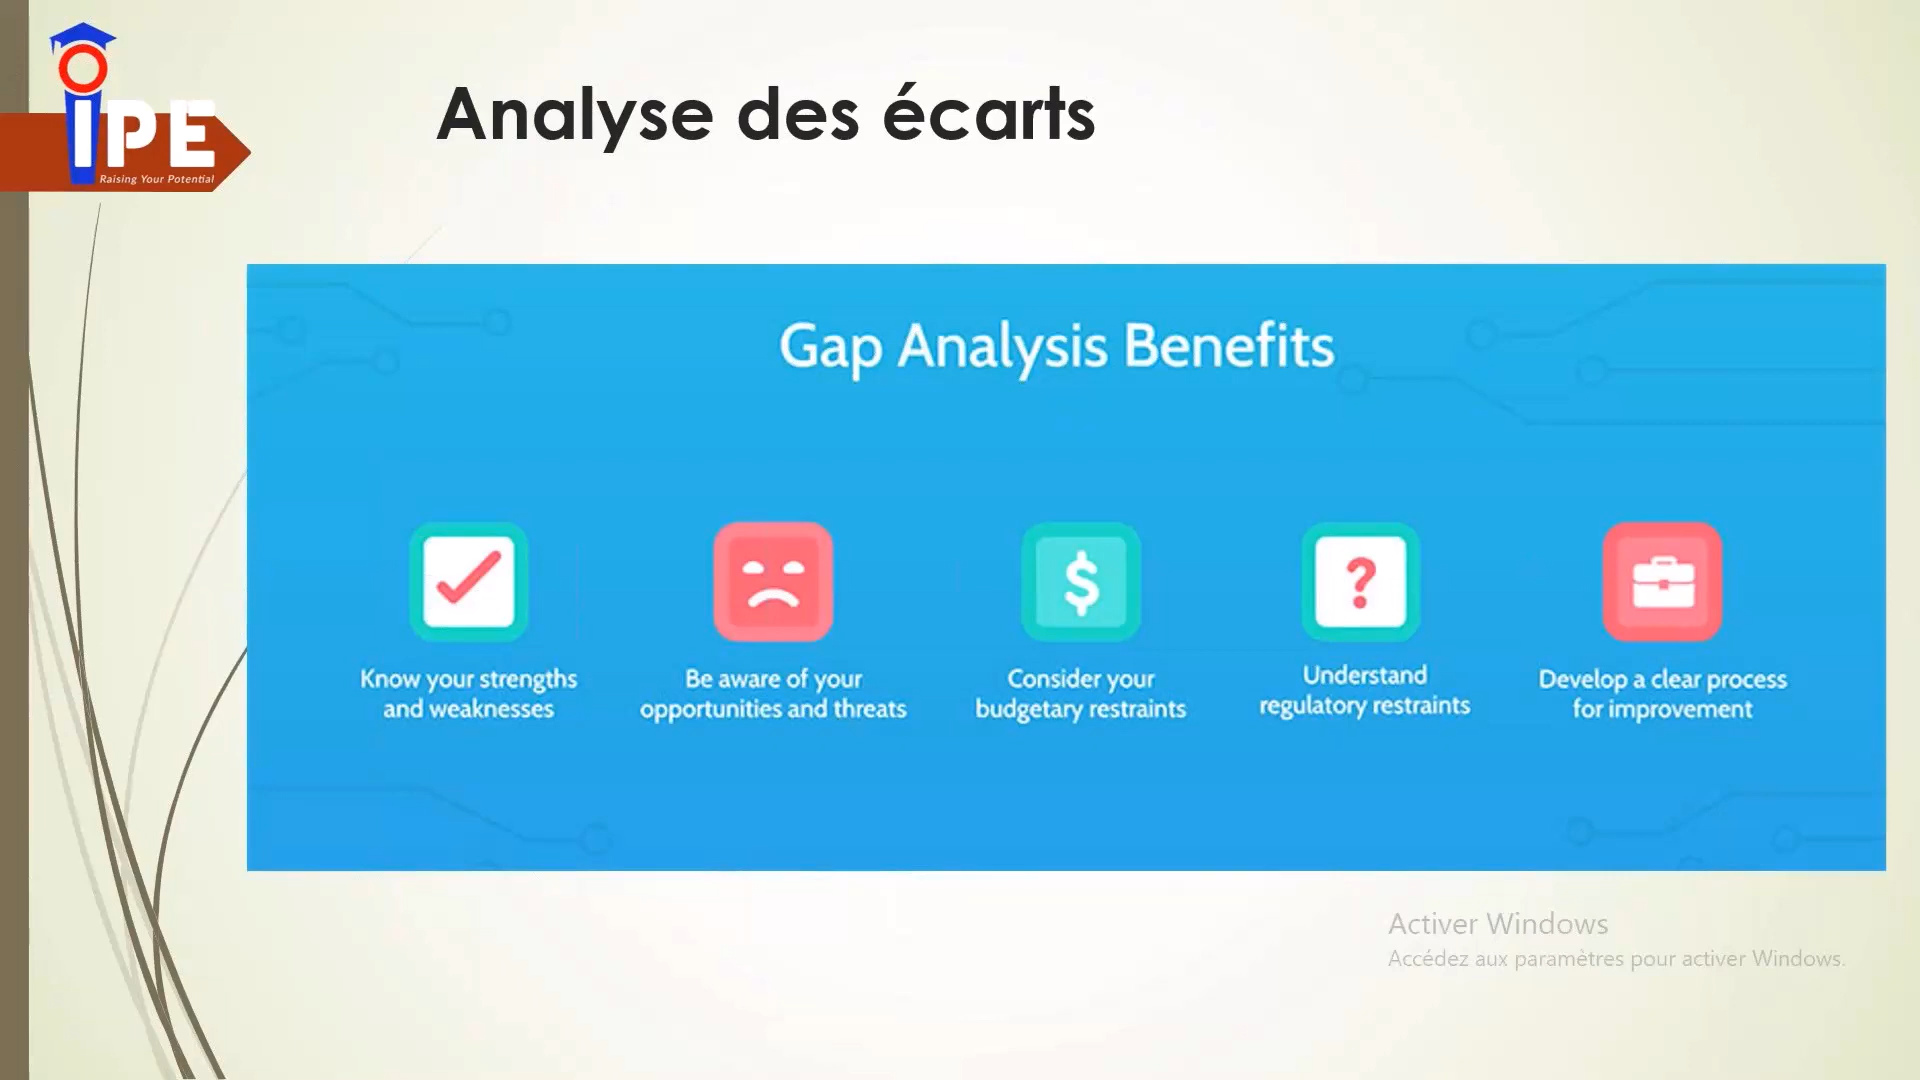 IPE
Raising Your Potential
Analyse des écarts
Gap Analysis Benefits
$
?
Know your strengths
and weaknesses
Be aware of your
opportunities and threats
Consider your
budgetary restraints
Understand
regulatory restraints
Develop a clear process
for improvement
Activer Windows
Accédez aux paramètres pour activer Windows.